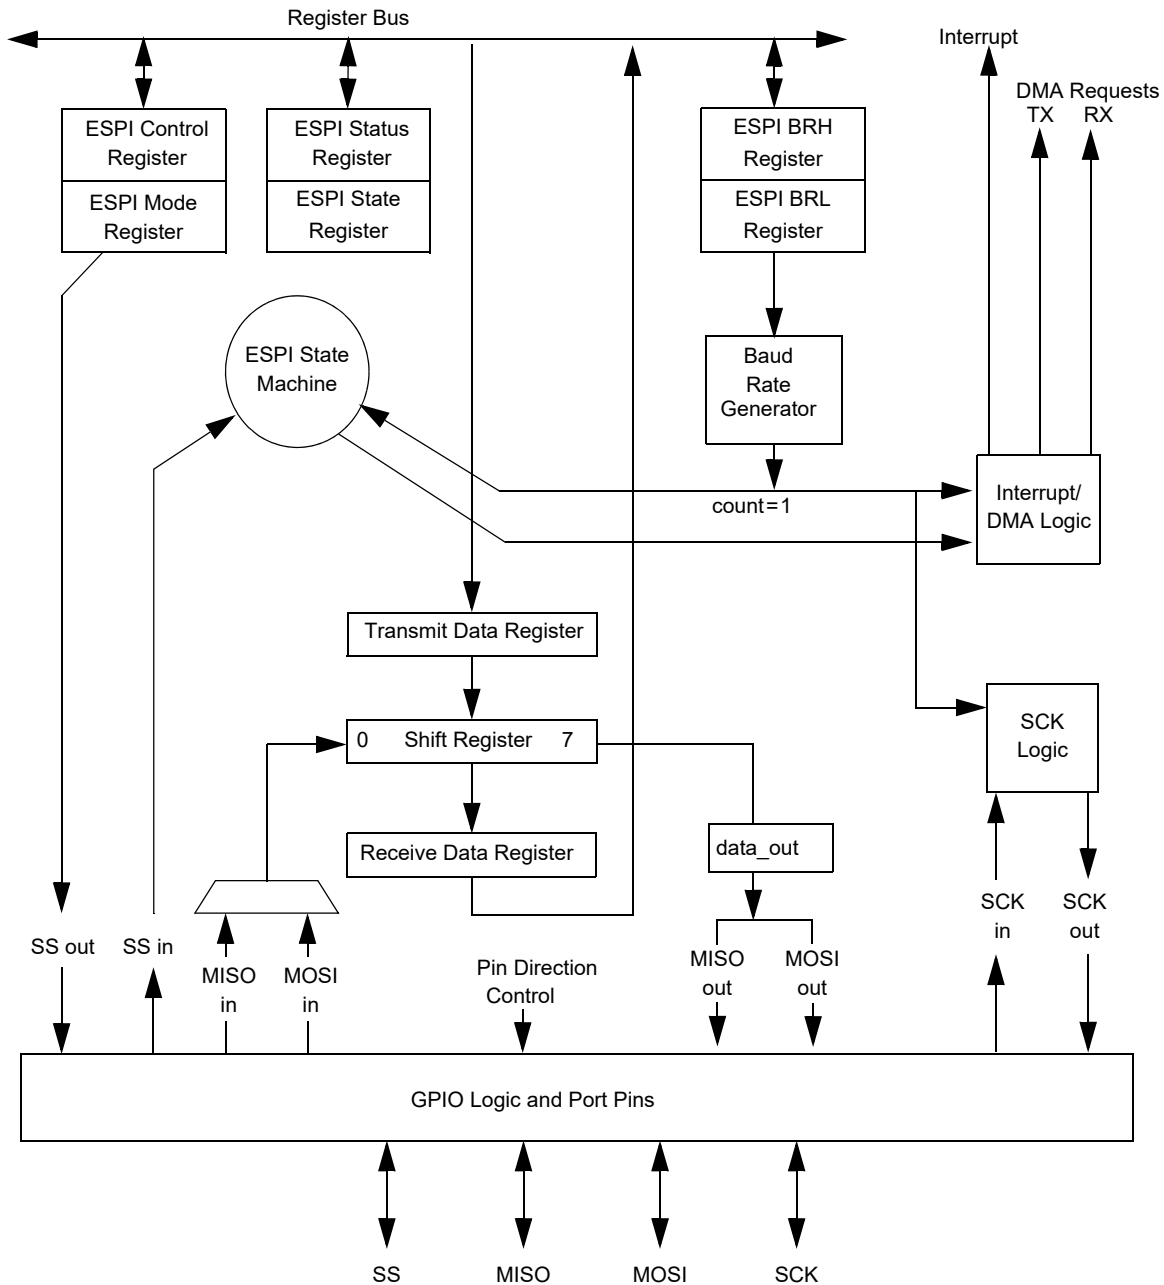 Register Bus
Interrupt
DMA Requests
TX RX
ESPI Control
Register
ESPI Mode
Register
ESPI Status
Register
ESPI State
Register
ESPI BRH
Register
ESPI BRL
Register
ESPI State
Machine
Baud
Rate
Generator
count=1
Interrupt/
DMA Logic
Transmit Data Register
0 Shift Register 7
SCK
Logic
Receive Data Register
data_out
SS out
SS in
MISO
in
MOSI
in
Pin Direction
Control
MISO
out
MOSI
out
SCK
in
SCK
out
GPIO Logic and Port Pins
SS
MISO
MOSI
SCK